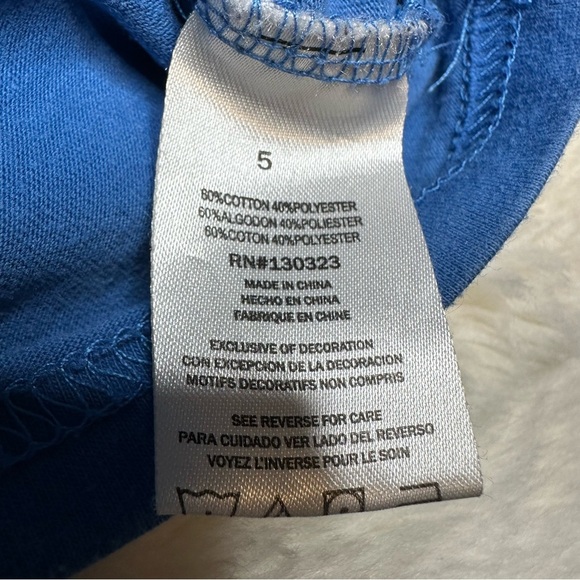 5
60%COTTON 40%POLYESTER
60%ALGODON 40%POLIESTER
60%COTON 40%POLYESTER
RN#130323
MADE IN CHINA
HECHO EN CHINA
FABRIQUE EN CHINE
EXCLUSIVE OF DECORATION
CON EXCEPCION DE LA DECORACION
MOTIFS DECORATIFS NON COMPRIS
SEE REVERSE FOR CARE
PARA CUIDADO VER LADO DEL REVERSO
VOYEZ L'INVERSE POUR LE SOIN